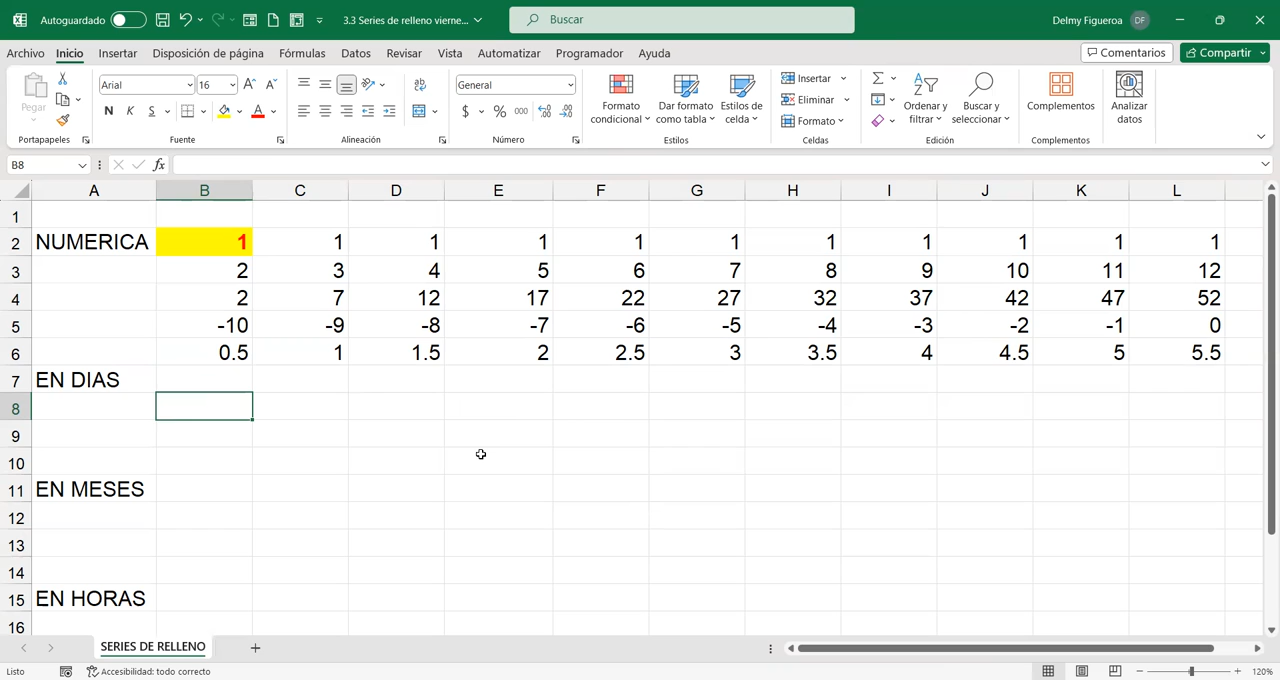 Autoguardado 3.3 Series de relleno vierne... Buscar Delmy Figueroa DF
Archivo Inicio Insertar Disposición de página Fórmulas Datos Revisar Vista Automatizar Programador Ayuda Comentarios Compartir
Pegar Arial 16 General Formato condicional Dar formato como tabla Estilos de celda Insertar Eliminar Formato Ordenar y filtrar Buscar y seleccionar Complementos Analizar datos
N K S $ % 000
Portapapeles Fuente Alineación Número Estilos Celdas Edición Complementos
B8 fx
A B C D E F G H I J K L
1
2 NUMERICA 1 1 1 1 1 1 1 1 1 1 1
3 2 3 4 5 6 7 8 9 10 11 12
4 2 7 12 17 22 27 32 37 42 47 52
5 -10 -9 -8 -7 -6 -5 -4 -3 -2 -1 0
6 0.5 1 1.5 2 2.5 3 3.5 4 4.5 5 5.5
7 EN DIAS
8
9
10
11 EN MESES
12
13
14
15 EN HORAS
16
SERIES DE RELLENO
Listo Accesibilidad: todo correcto 120%